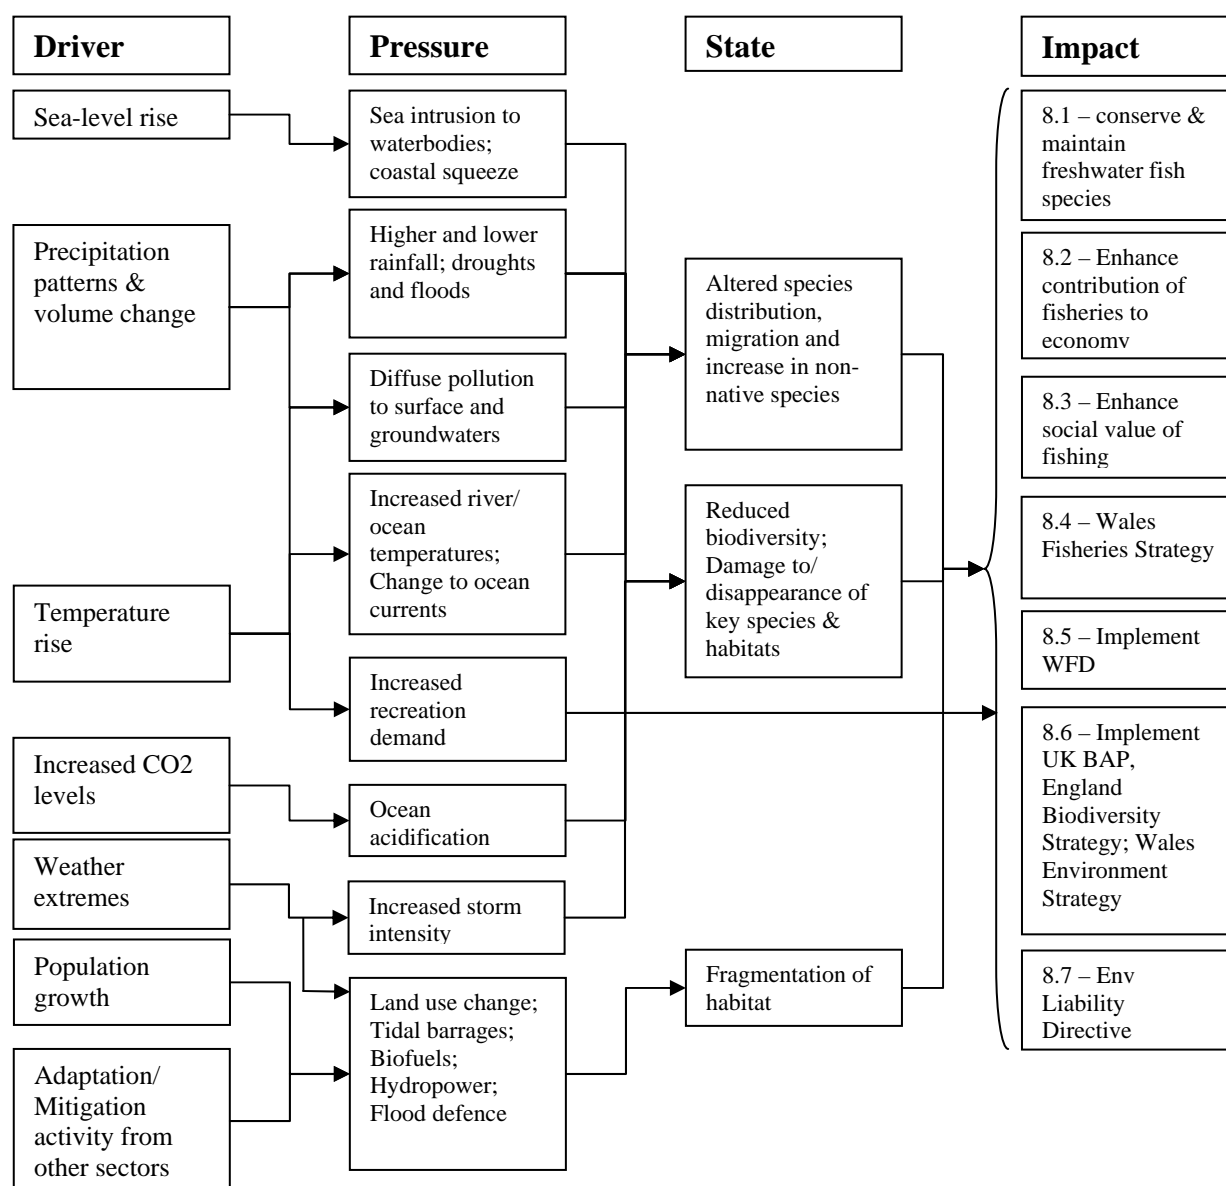 Driver
Pressure
State
Impact
Sea-level rise
Precipitation
patterns &
volume change
Temperature
rise
Increased CO2
levels
Weather
extremes
Population
growth
Adaptation/
Mitigation
activity from
other sectors
Sea intrusion to
waterbodies;
coastal squeeze
Higher and lower
rainfall; droughts
and floods
Diffuse pollution
to surface and
groundwaters
Increased river/
ocean
temperatures;
Change to ocean
currents
Increased
recreation
demand
Ocean
acidification
Increased storm
intensity
Land use change;
Tidal barrages;
Biofuels;
Hydropower;
Flood defence
Altered species
distribution,
migration and
increase in non-
native species
Reduced
biodiversity;
Damage to/
disappearance of
key species &
habitats
Fragmentation of
habitat
8.1 – conserve &
maintain
freshwater fish
species
8.2 – Enhance
contribution of
fisheries to
economy
8.3 – Enhance
social value of
fishing
8.4 – Wales
Fisheries Strategy
8.5 – Implement
WFD
8.6 – Implement
UK BAP,
England
Biodiversity
Strategy; Wales
Environment
Strategy
8.7 – Env
Liability
Directive